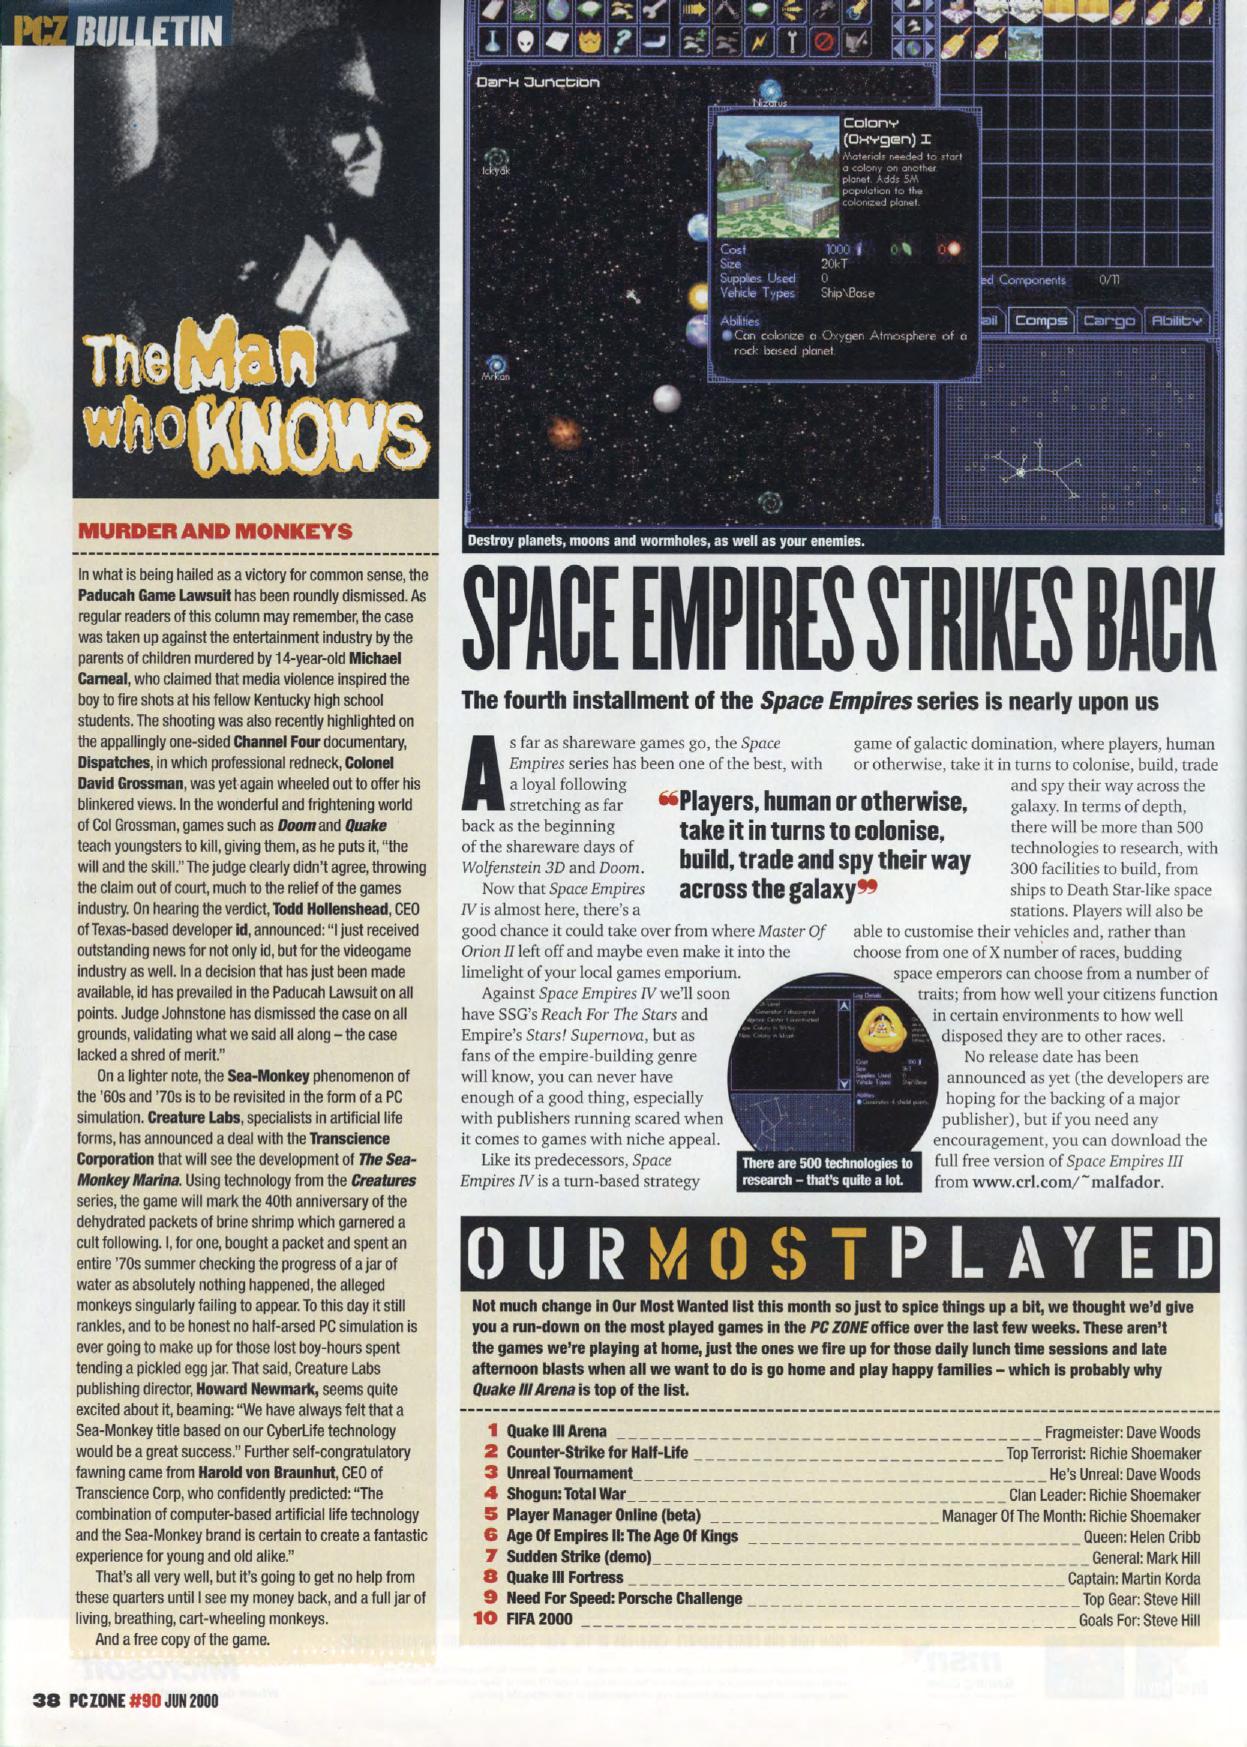 PCZ BULLETIN
The Man
who KNOWS
MURDER AND MONKEYS
In what is being hailed as a victory for common sense, the
Paducah Game Lawsuit has been roundly dismissed. As
regular readers of this column may remember, the case
was taken up against the entertainment industry by the
parents of children murdered by 14-year-old Michael
Carneal, who claimed that media violence inspired the
boy to fire shots at his fellow Kentucky high school
students. The shooting was also recently highlighted on
the appallingly one-sided Channel Four documentary,
Dispatches, in which professional redneck, Colonel
David Grossman, was yet again wheeled out to offer his
blinkered views. In the wonderful and frightening world
of Col Grossman, games such as Doom and Quake
teach youngsters to kill, giving them, as he puts it, "the
will and the skill." The judge clearly didn't agree, throwing
the claim out of court, much to the relief of the games
industry. On hearing the verdict, Todd Hollenshead, CEO
of Texas-based developer id, announced: "I just received
outstanding news for not only id, but for the videogame
industry as well. In a decision that has just been made
available, id has prevailed in the Paducah Lawsuit on all
points. Judge Johnstone has dismissed the case on all
grounds, validating what we said all along – the case
lacked a shred of merit."
On a lighter note, the Sea-Monkey phenomenon of
the '60s and '70s is to be revisited in the form of a PC
simulation. Creature Labs, specialists in artificial life
forms, has announced a deal with the Transcience
Corporation that will see the development of The Sea-
Monkey Marina. Using technology from the Creatures
series, the game will mark the 40th anniversary of the
dehydrated packets of brine shrimp which garnered a
cult following. I, for one, bought a packet and spent an
entire '70s summer checking the progress of a jar of
water as absolutely nothing happened, the alleged
monkeys singularly failing to appear. To this day it still
rankles, and to be honest no half-arsed PC simulation is
ever going to make up for those lost boy-hours spent
tending a pickled egg jar. That said, Creature Labs
publishing director, Howard Newmark, seems quite
excited about it, beaming: "We have always felt that a
Sea-Monkey title based on our CyberLife technology
would be a great success." Further self-congratulatory
fawning came from Harold von Braunhut, CEO of
Transcience Corp, who confidently predicted: "The
combination of computer-based artificial life technology
and the Sea-Monkey brand is certain to create a fantastic
experience for young and old alike."
That's all very well, but it's going to get no help from
these quarters until I see my money back, and a full jar of
living, breathing, cart-wheeling monkeys.
And a free copy of the game.
Dark Junction
Nizarus
Ickyak
Mrkan
Colony
(Oxygen) I
Materials needed to start
a colony on another
planet. Adds 5M
population to the
colonized planet.
Cost 1000 0 0
Size 20kT
Supplies Used 0
Vehicle Types Ship\Base
Abilities
Can colonize a Oxygen Atmosphere of a
rock based planet.
ed Components 0/11
ail Comps Cargo Ability
Destroy planets, moons and wormholes, as well as your enemies.
SPACE EMPIRES STRIKES BACK
The fourth installment of the Space Empires series is nearly upon us
As far as shareware games go, the Space
Empires series has been one of the best, with
a loyal following
stretching as far
back as the beginning
of the shareware days of
Wolfenstein 3D and Doom.
Now that Space Empires
IV is almost here, there's a
good chance it could take over from where Master Of
Orion II left off and maybe even make it into the
limelight of your local games emporium.
Against Space Empires IV we'll soon
have SSG's Reach For The Stars and
Empire's Stars! Supernova, but as
fans of the empire-building genre
will know, you can never have
enough of a good thing, especially
with publishers running scared when
it comes to games with niche appeal.
Like its predecessors, Space
Empires IV is a turn-based strategy
“Players, human or otherwise,
take it in turns to colonise,
build, trade and spy their way
across the galaxy”
game of galactic domination, where players, human
or otherwise, take it in turns to colonise, build, trade
and spy their way across the
galaxy. In terms of depth,
there will be more than 500
technologies to research, with
300 facilities to build, from
ships to Death Star-like space
stations. Players will also be
able to customise their vehicles and, rather than
choose from one of X number of races, budding
space emperors can choose from a number of
traits; from how well your citizens function
in certain environments to how well
disposed they are to other races.
No release date has been
announced as yet (the developers are
hoping for the backing of a major
publisher), but if you need any
encouragement, you can download the
full free version of Space Empires III
from www.crl.com/~malfador.
There are 500 technologies to
research – that's quite a lot.
OUR MOST PLAYED
Not much change in Our Most Wanted list this month so just to spice things up a bit, we thought we'd give
you a run-down on the most played games in the PC ZONE office over the last few weeks. These aren't
the games we're playing at home, just the ones we fire up for those daily lunch time sessions and late
afternoon blasts when all we want to do is go home and play happy families – which is probably why
Quake III Arena is top of the list.
1 Quake III Arena Fragmeister: Dave Woods
2 Counter-Strike for Half-Life Top Terrorist: Richie Shoemaker
3 Unreal Tournament He's Unreal: Dave Woods
4 Shogun: Total War Clan Leader: Richie Shoemaker
5 Player Manager Online (beta) Manager Of The Month: Richie Shoemaker
6 Age Of Empires II: The Age Of Kings Queen: Helen Cribb
7 Sudden Strike (demo) General: Mark Hill
8 Quake III Fortress Captain: Martin Korda
9 Need For Speed: Porsche Challenge Top Gear: Steve Hill
10 FIFA 2000 Goals For: Steve Hill
38 PC ZONE #90 JUN 2000